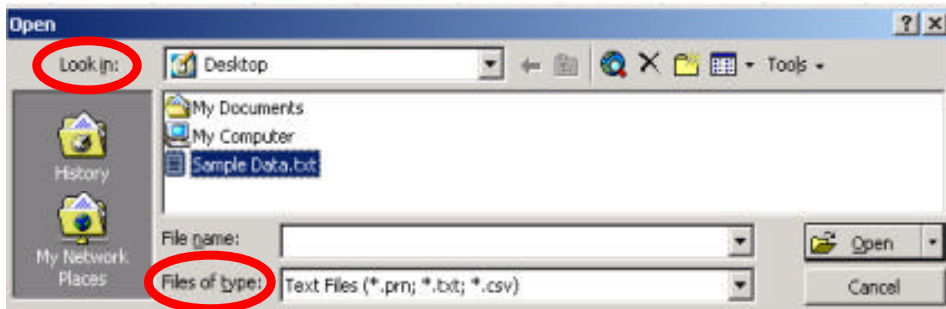 Open
Look in: Desktop Tools
My Documents
My Computer
Sample Data.txt
History
My Network
Places
File name: Open
Files of type: Text Files (*.prn; *.txt; *.csv) Cancel